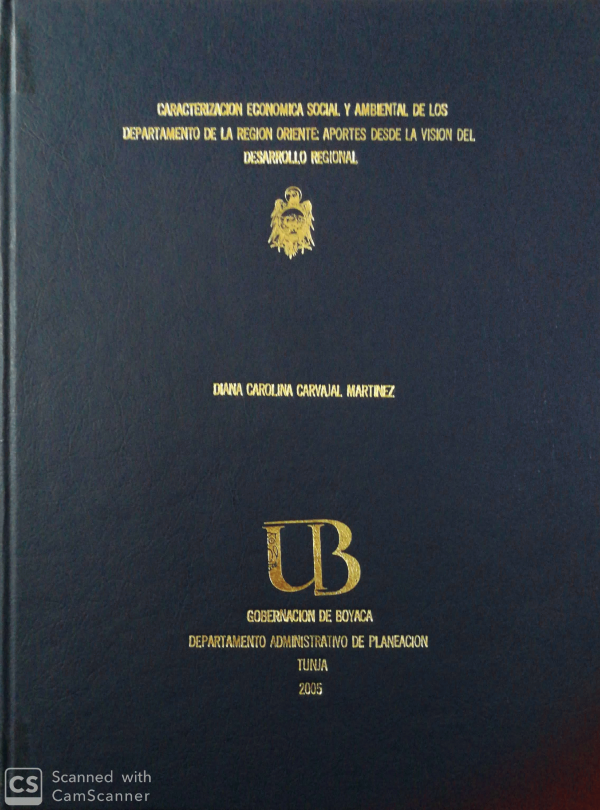 CARACTERIZACION ECONOMICA SOCIAL Y AMBIENTAL DE LOS
DEPARTAMENTO DE LA REGION ORIENTE: APORTES DESDE LA VISION DEL
DESARROLLO REGIONAL
DIANA CAROLINA CARVAJAL MARTINEZ
UB
GOBERNACION DE BOYACA
DEPARTAMENTO ADMINISTRATIVO DE PLANEACION
TUNJA
2005
CS Scanned with
CamScanner